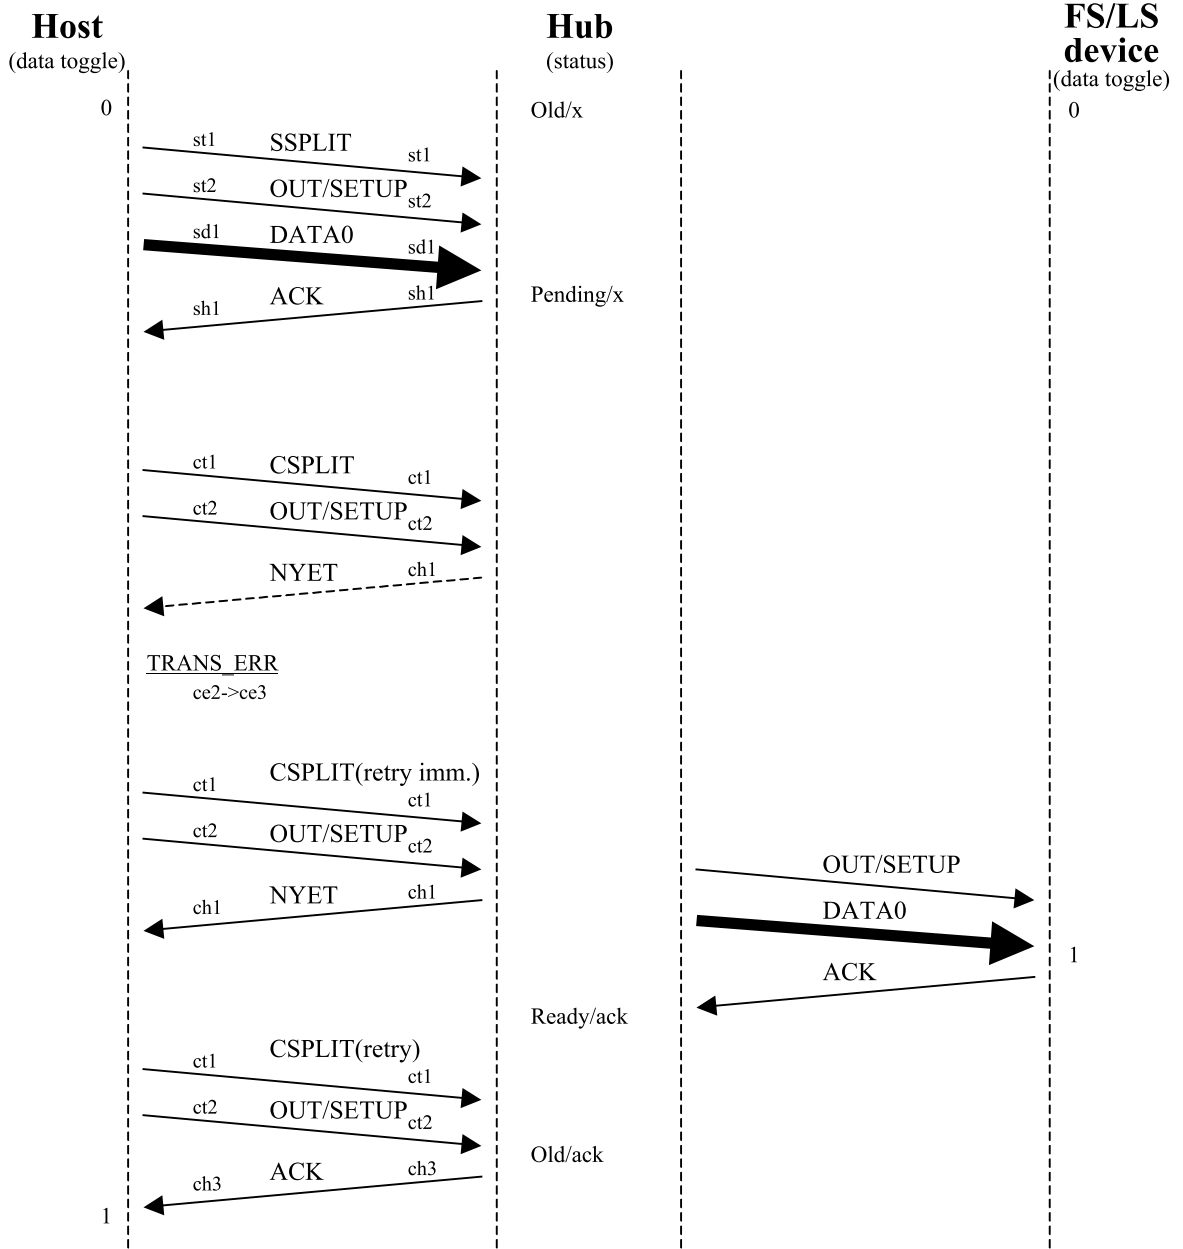 Host
(data toggle)
Hub
(status)
FS/LS
device
(data toggle)
0
Old/x
0
st1
SSPLIT
st1
st2
OUT/SETUP
st2
sd1
DATA0
sd1
Pending/x
ACK
sh1
sh1
ct1
CSPLIT
ct1
ct2
OUT/SETUP
ct2
NYET
ch1
TRANS_ERR
ce2->ce3
CSPLIT(retry imm.)
ct1
ct1
ct2
OUT/SETUP
ct2
OUT/SETUP
NYET
ch1
ch1
DATA0
1
ACK
Ready/ack
CSPLIT(retry)
ct1
ct1
ct2
OUT/SETUP
ct2
Old/ack
ACK
ch3
ch3
1